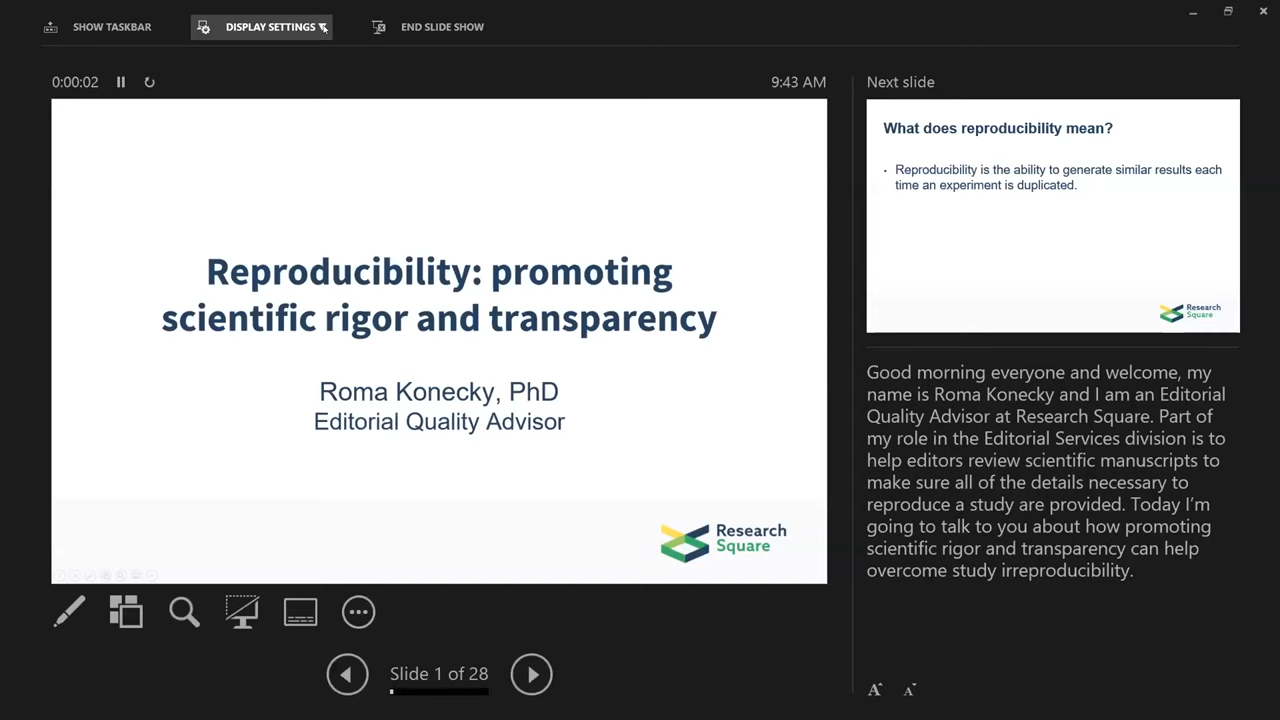 SHOW TASKBAR
DISPLAY SETTINGS
END SLIDE SHOW
0:00:02
9:43 AM
Reproducibility: promoting
scientific rigor and transparency
Roma Konecky, PhD
Editorial Quality Advisor
Research
Square
Slide 1 of 28
Next slide
What does reproducibility mean?
· Reproducibility is the ability to generate similar results each
time an experiment is duplicated.
Research
Square
Good morning everyone and welcome, my
name is Roma Konecky and I am an Editorial
Quality Advisor at Research Square. Part of
my role in the Editorial Services division is to
help editors review scientific manuscripts to
make sure all of the details necessary to
reproduce a study are provided. Today I’m
going to talk to you about how promoting
scientific rigor and transparency can help
overcome study irreproducibility.
A A